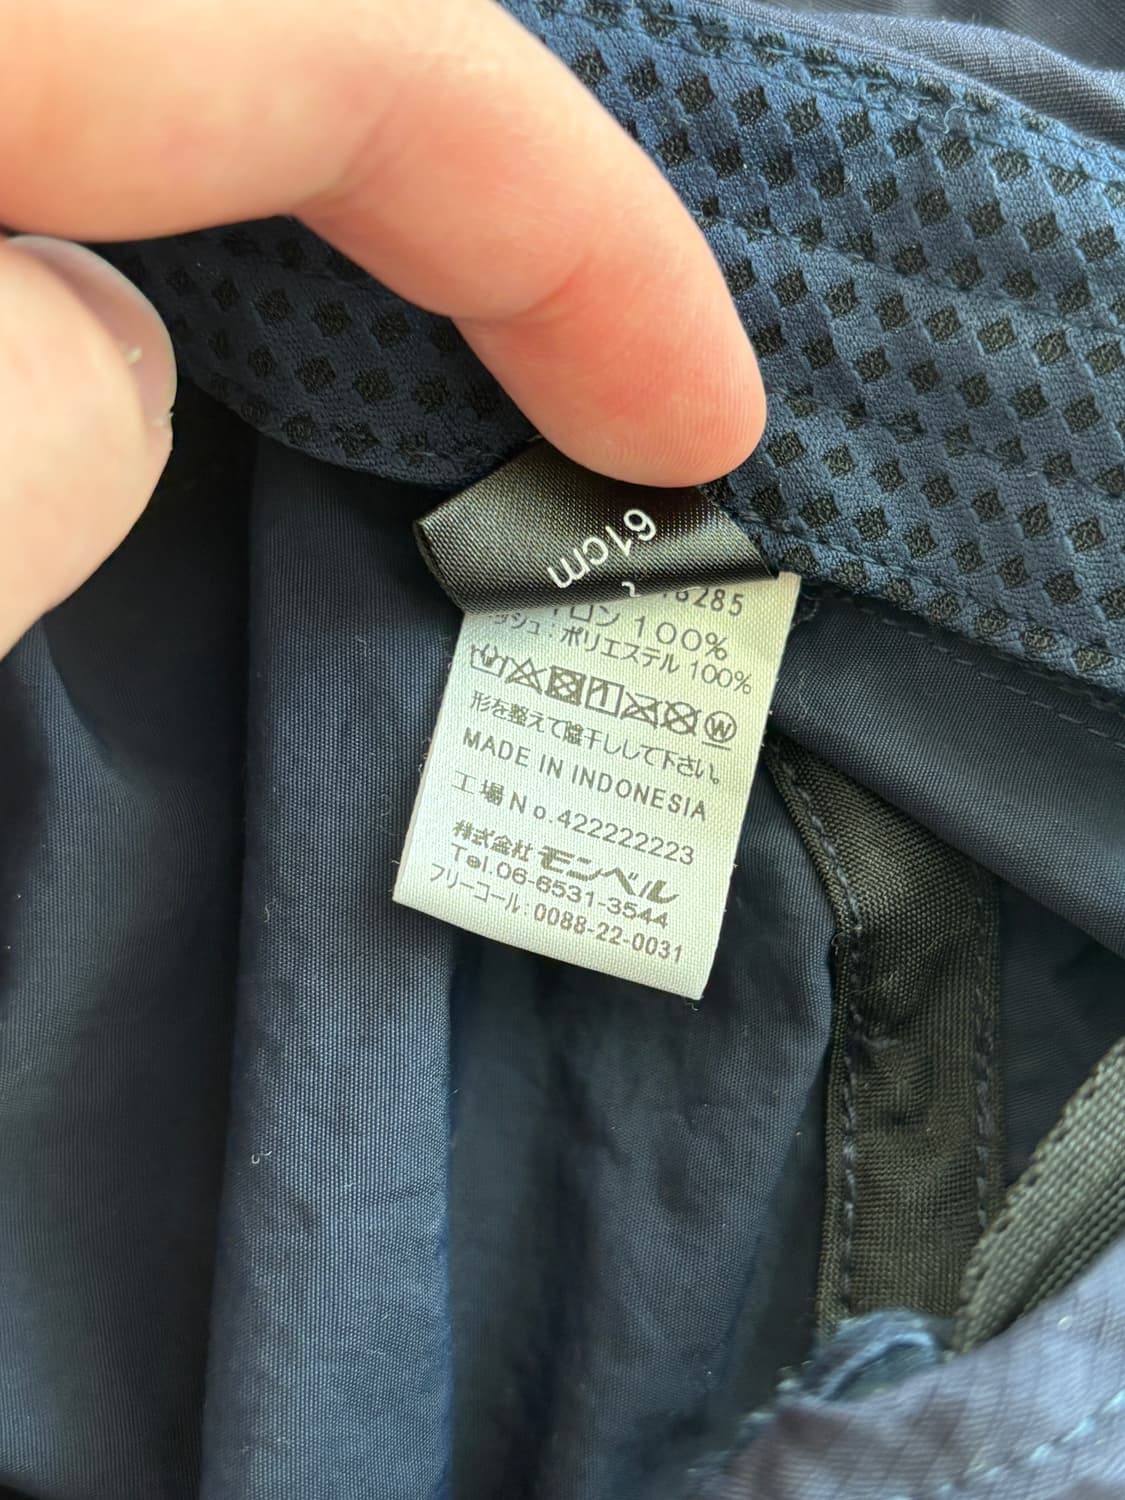 61cm
~
18285
ロン 100%
ッシュ:ポリエステル 100%
W
形を整えて陰干しして下さい。
MADE IN INDONESIA
工場No.422222223
株式会社モンベル
Tel.06-6531-3544
フリーコール:0088-22-0031